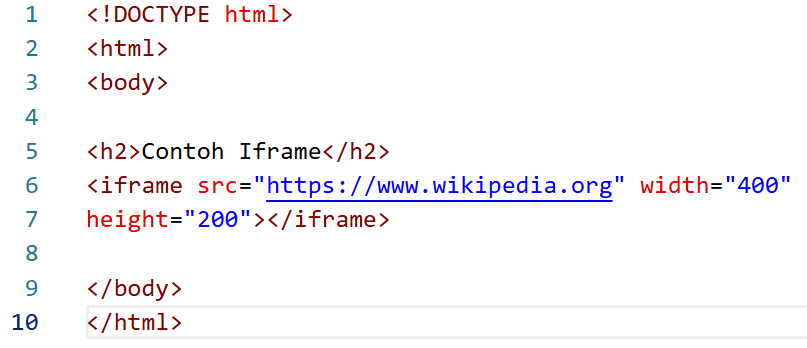 1 <!DOCTYPE html>
2 <html>
3 <body>
4
5 <h2>Contoh Iframe</h2>
6 <iframe src="https://www.wikipedia.org" width="400"
7 height="200"></iframe>
8
9 </body>
10 </html>